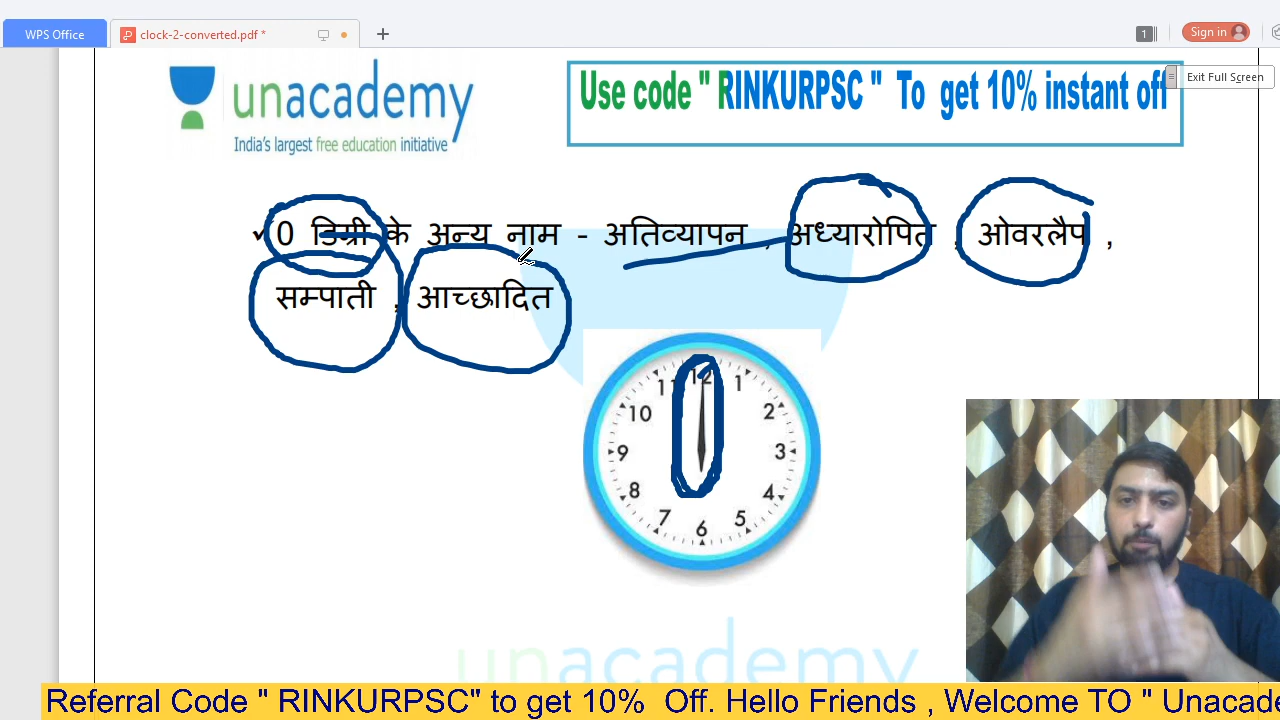 WPS Office
clock-2-converted.pdf *
1
Sign in
Exit Full Screen
unacademy
India's largest free education initiative
Use code " RINKURPSC " To get 10% instant off
✓0 डिग्री के अन्य नाम - अतिव्यापन , अध्यारोपित , ओवरलैप ,
सम्पाती , आच्छादित
12
11 1
10 2
9 3
8 4
7 5
6
unacademy
Referral Code " RINKURPSC" to get 10% Off. Hello Friends , Welcome TO " Unacade